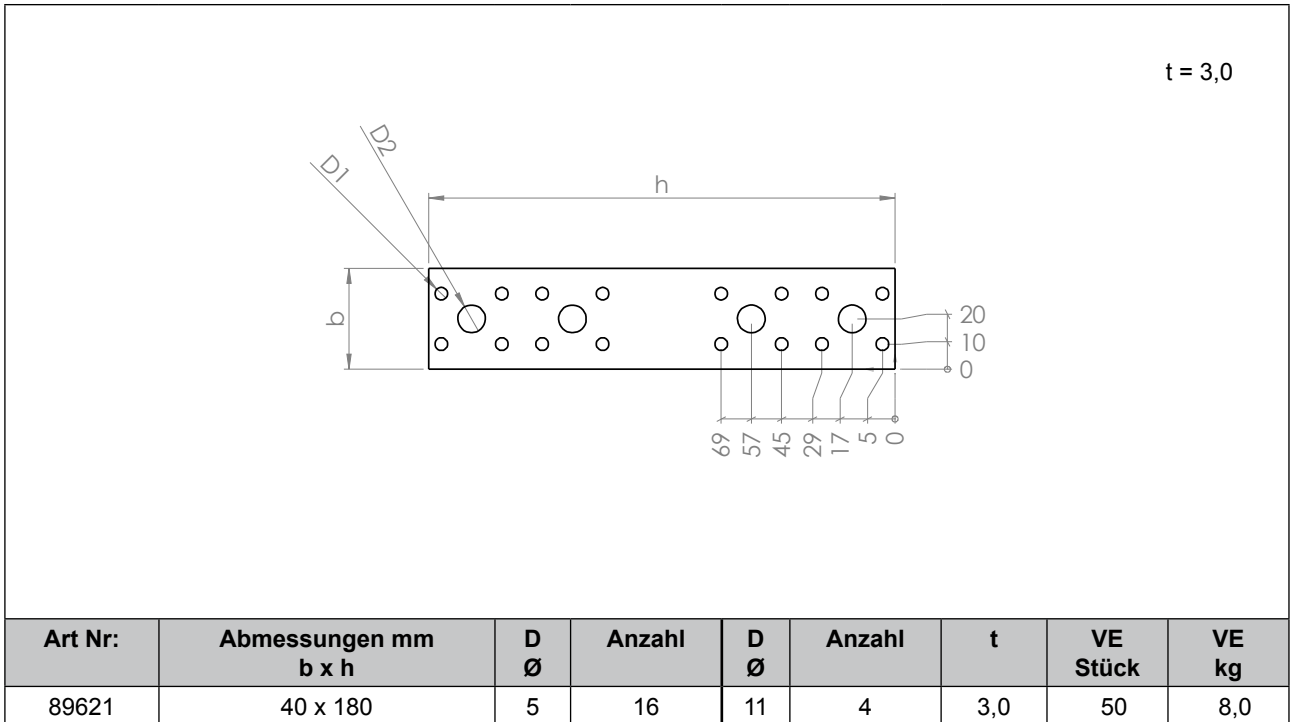 t = 3,0
D2
D1
h
b
20
10
0
69 57 45 29 17 5 0
Art Nr: Abmessungen mm D Anzahl D Anzahl t VE VE
b x h Ø Ø Stück kg
89621 40 x 180 5 16 11 4 3,0 50 8,0